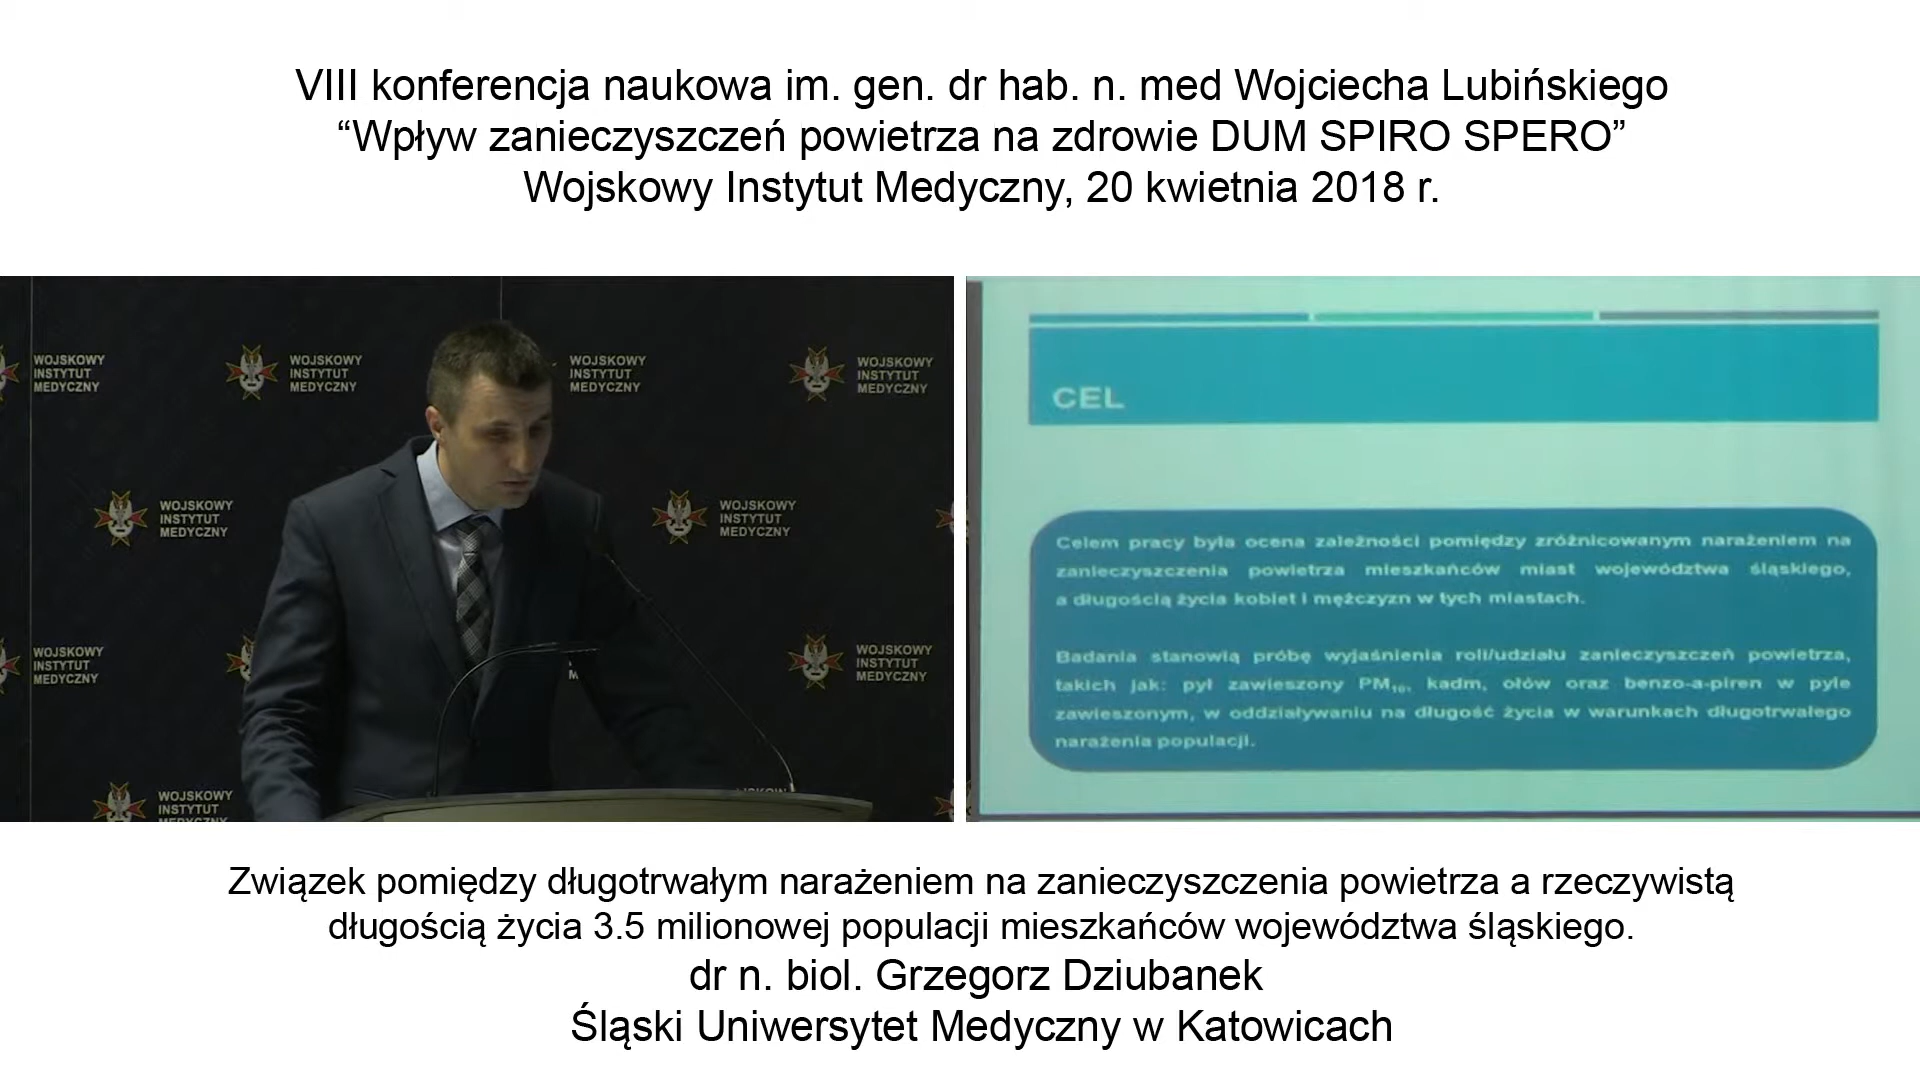 VIII konferencja naukowa im. gen. dr hab. n. med Wojciecha Lubińskiego
“Wpływ zanieczyszczeń powietrza na zdrowie DUM SPIRO SPERO”
Wojskowy Instytut Medyczny, 20 kwietnia 2018 r.
WOJSKOWY
INSTYTUT
MEDYCZNY
WOJSKOWY
INSTYTUT
MEDYCZNY
WOJSKOWY
INSTYTUT
MEDYCZNY
WOJSKOWY
INSTYTUT
MEDYCZNY
WOJSKOWY
INSTYTUT
MEDYCZNY
WOJSKOWY
INSTYTUT
MEDYCZNY
WOJSKOWY
INSTYTUT
MEDYCZNY
WOJSKOWY
INSTYTUT
MEDYCZNY
WOJSKOWY
INSTYTUT
MEDYCZNY
CEL
Celem pracy była ocena zależności pomiędzy zróżnicowanym narażeniem na
zanieczyszczenia powietrza mieszkańców miast województwa śląskiego,
a długością życia kobiet i mężczyzn w tych miastach.
Badania stanowią próbę wyjaśnienia roli/udziału zanieczyszczeń powietrza,
takich jak: pył zawieszony PM₁₀, kadm, ołów oraz benzo-a-piren w pyle
zawieszonym, w oddziaływaniu na długość życia w warunkach długotrwałego
narażenia populacji.
Związek pomiędzy długotrwałym narażeniem na zanieczyszczenia powietrza a rzeczywistą
długością życia 3.5 milionowej populacji mieszkańców województwa śląskiego.
dr n. biol. Grzegorz Dziubanek
Śląski Uniwersytet Medyczny w Katowicach